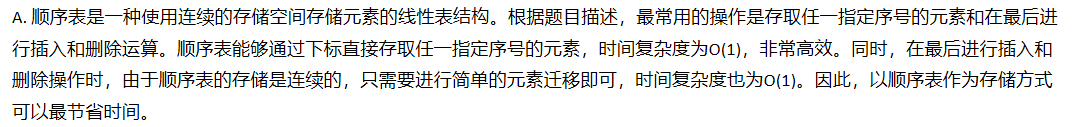 A. 顺序表是一种使用连续的存储空间存储元素的线性表结构。根据题目描述，最常用的操作是存取任一指定序号的元素和在最后进
行插入和删除运算。顺序表能够通过下标直接存取任一指定序号的元素，时间复杂度为O(1)，非常高效。同时，在最后进行插入和
删除操作时，由于顺序表的存储是连续的，只需要进行简单的元素迁移即可，时间复杂度也为O(1)。因此，以顺序表作为存储方式
可以最节省时间。